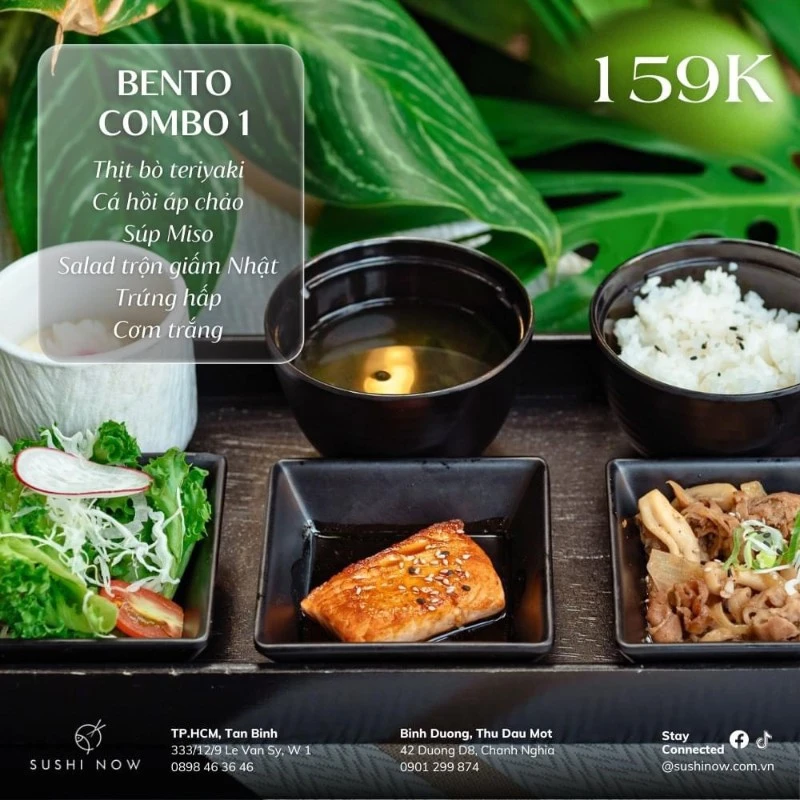 BENTO
COMBO 1
Thịt bò teriyaki
Cá hồi áp chảo
Súp Miso
Salad trộn giấm Nhật
Trứng hấp
Cơm trắng
159K
SUSHI NOW
TP.HCM, Tan Binh
333/12/9 Le Van Sy, W 1
0898 46 36 46
Binh Duong, Thu Dau Mot
42 Duong D8, Chanh Nghia
0901 299 874
Stay
Connected
@sushinow.com.vn